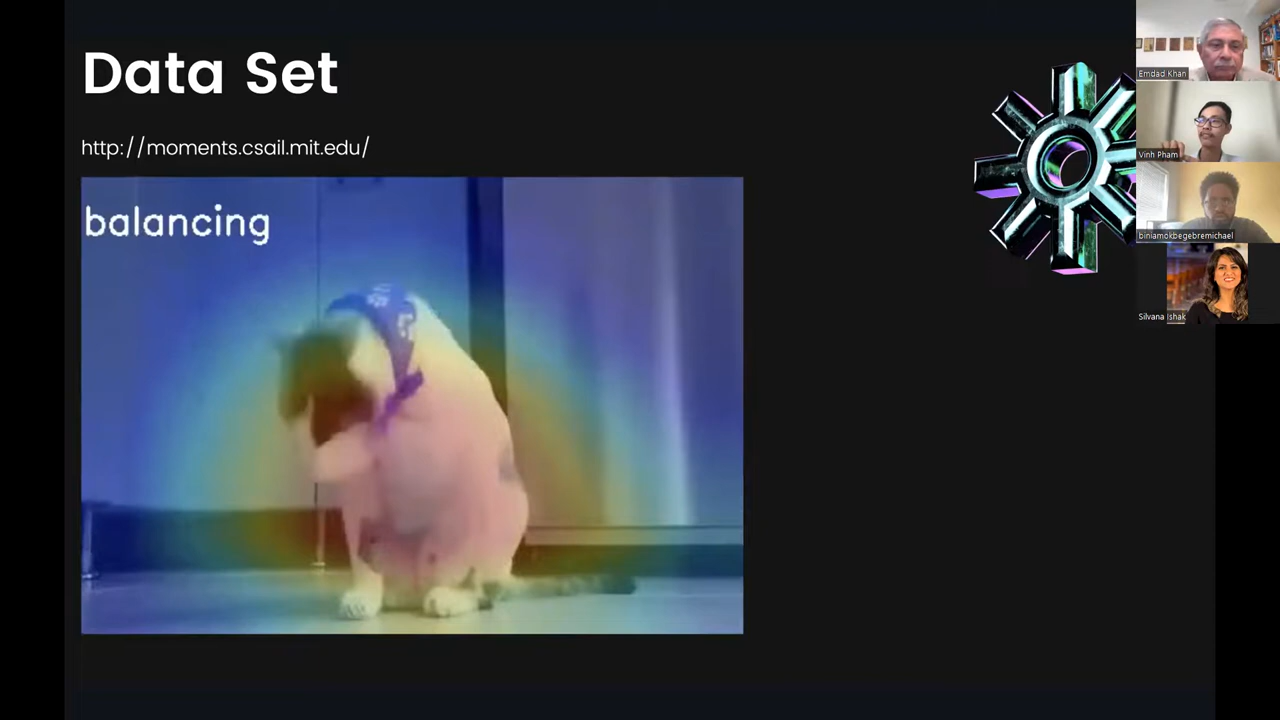 Data Set
http://moments.csail.mit.edu/
balancing
Emdad Khan
Vinh Pham
biniamokbegebremichael
Silvana Ishak